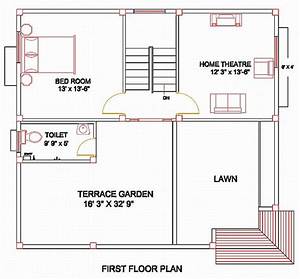 BED ROOM
13' x 13'-6"
HOME THEATRE
12' 3" x 13'-6"
6' x 4'
DN
TOILET
9' 9" x 5'
TERRACE GARDEN
16' 3" X 32' 9"
LAWN
FIRST FLOOR PLAN